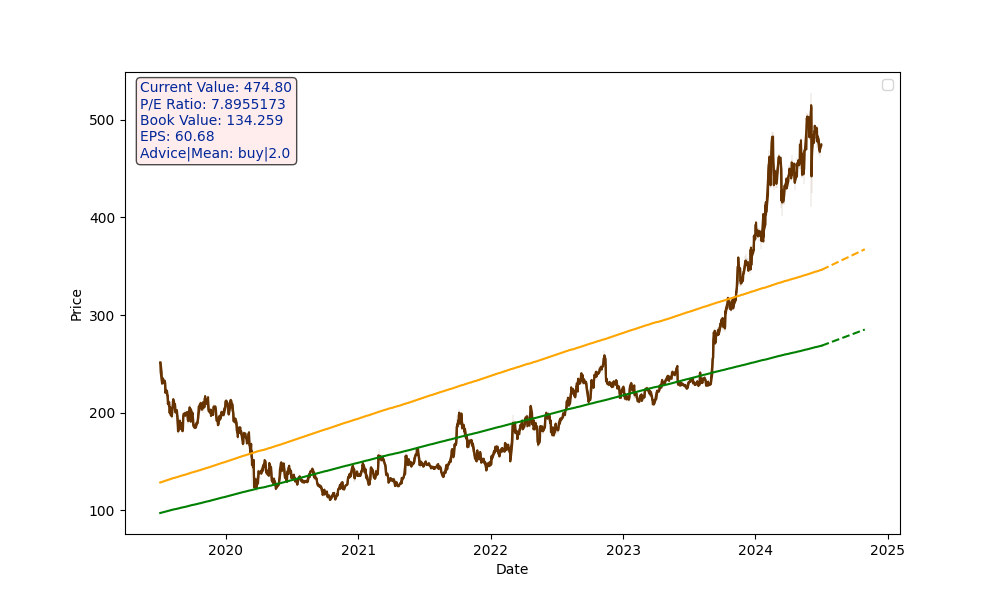 Current Value: 474.80
P/E Ratio: 7.8955173
Book Value: 134.259
EPS: 60.68
Advice|Mean: buy|2.0
500
400
300
200
100
Price
2020 2021 2022 2023 2024 2025
Date